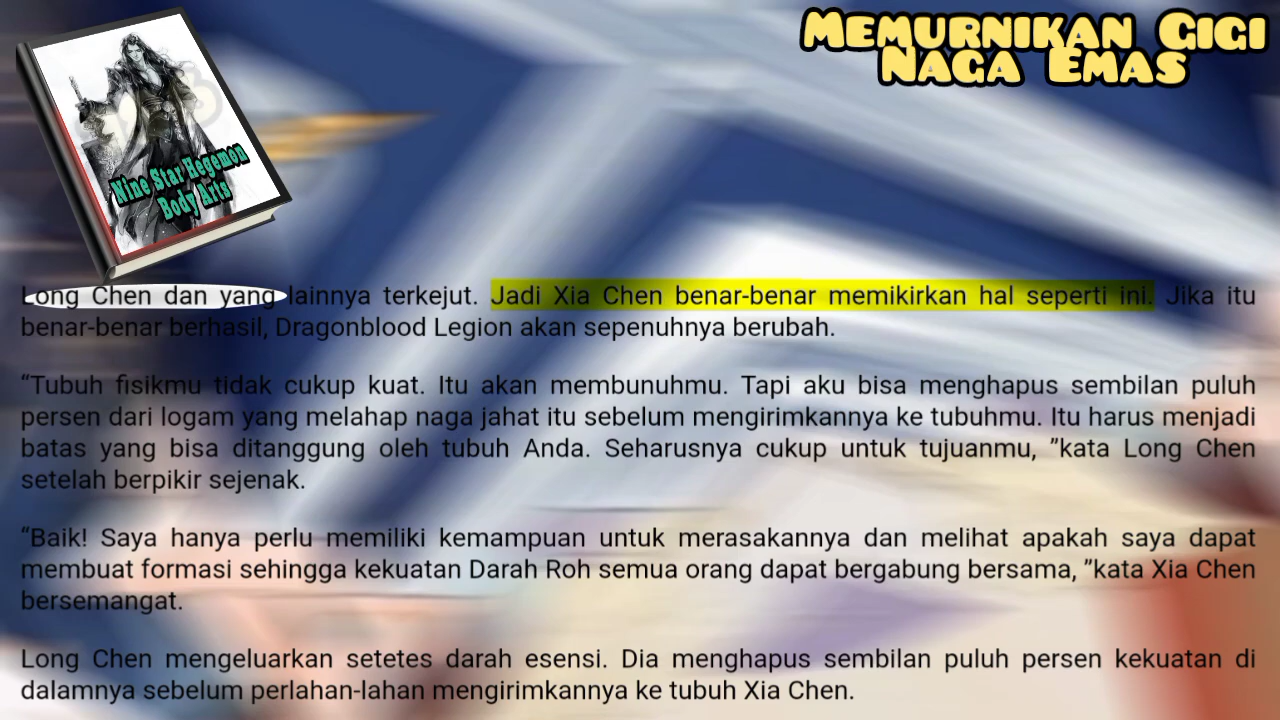 MEMURNIKAN GIGI
NAGA EMAS
Nine Star Hegemon
Body Arts
Long Chen dan yang lainnya terkejut. Jadi Xia Chen benar-benar memikirkan hal seperti ini. Jika itu
benar-benar berhasil, Dragonblood Legion akan sepenuhnya berubah.
“Tubuh fisikmu tidak cukup kuat. Itu akan membunuhmu. Tapi aku bisa menghapus sembilan puluh
persen dari logam yang melahap naga jahat itu sebelum mengirimkannya ke tubuhmu. Itu harus menjadi
batas yang bisa ditanggung oleh tubuh Anda. Seharusnya cukup untuk tujuanmu, ”kata Long Chen
setelah berpikir sejenak.
“Baik! Saya hanya perlu memiliki kemampuan untuk merasakannya dan melihat apakah saya dapat
membuat formasi sehingga kekuatan Darah Roh semua orang dapat bergabung bersama, ”kata Xia Chen
bersemangat.
Long Chen mengeluarkan setetes darah esensi. Dia menghapus sembilan puluh persen kekuatan di
dalamnya sebelum perlahan-lahan mengirimkannya ke tubuh Xia Chen.